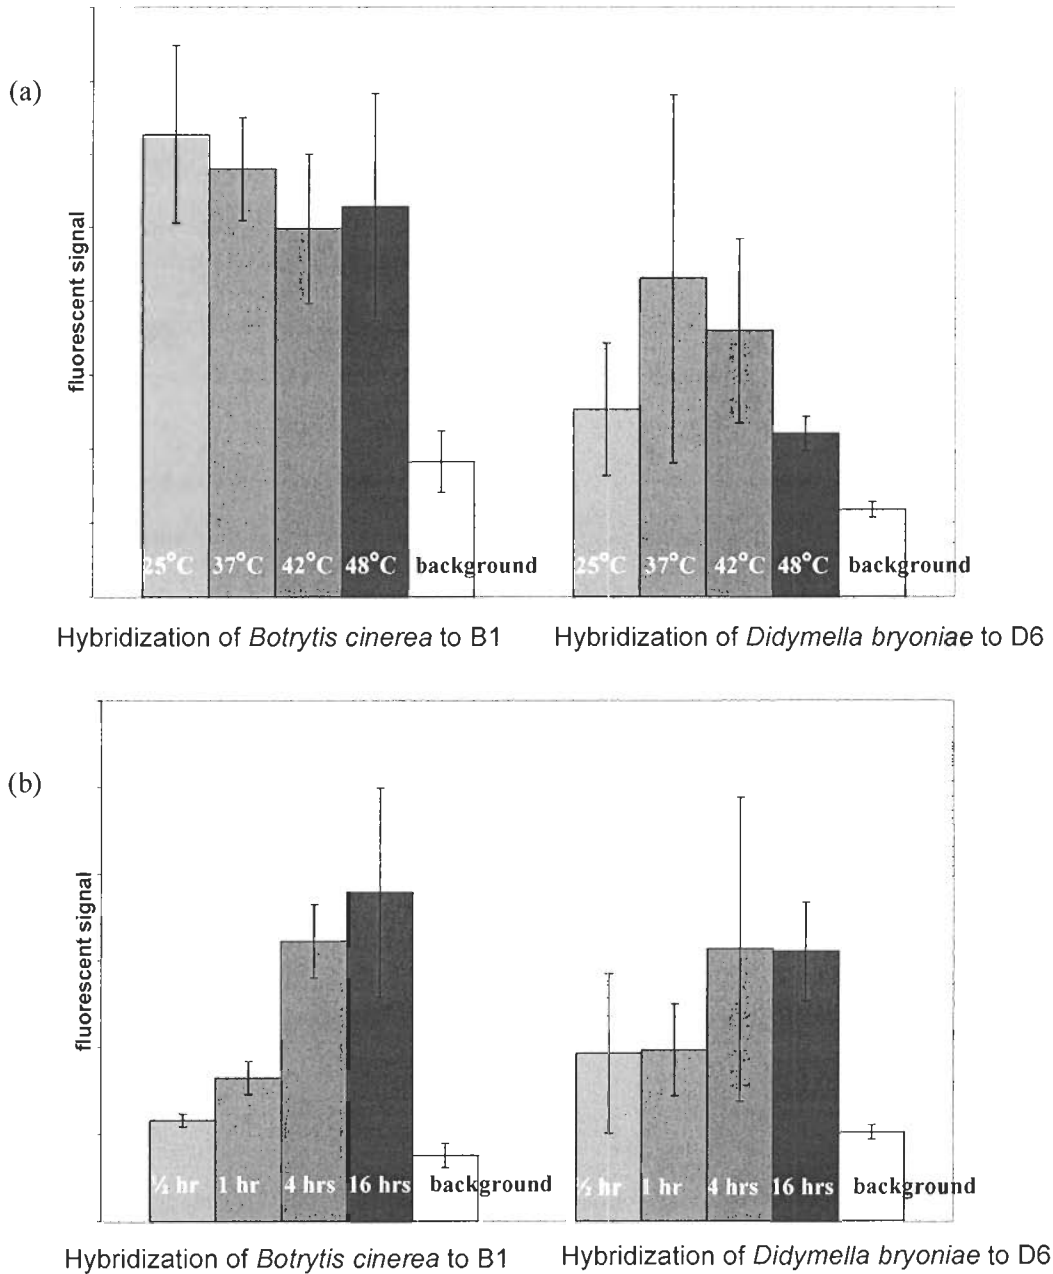 (a)
fluorescent signal
25°C 37°C 42°C 48°C background 25°C 37°C 42°C 48°C background
Hybridization of Botrytis cinerea to B1 Hybridization of Didymella bryoniae to D6
(b)
fluorescent signal
½ hr 1 hr 4 hrs 16 hrs background ½ hr 1 hr 4 hrs 16 hrs background
Hybridization of Botrytis cinerea to B1 Hybridization of Didymella bryoniae to D6